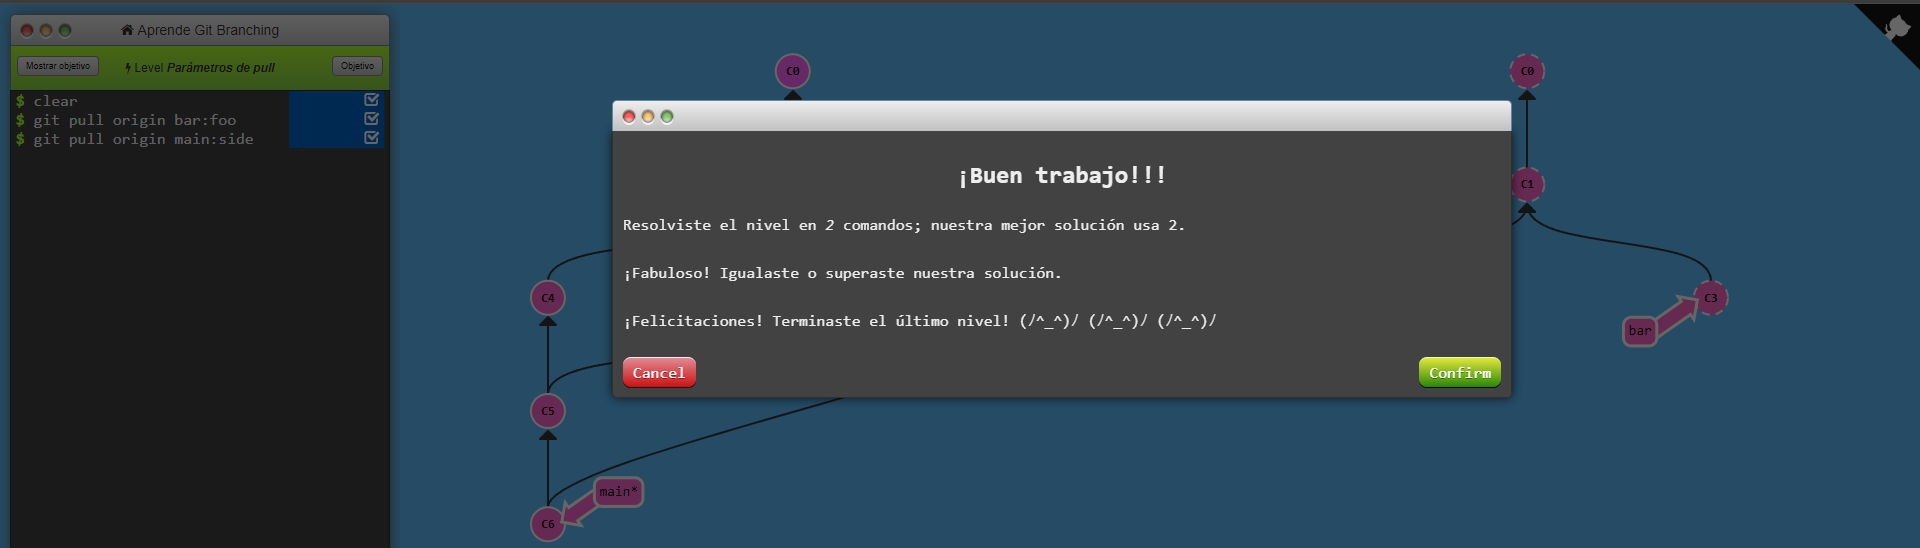 Aprende Git Branching
Mostrar objetivo
Level Parámetros de pull
Objetivo
$ clear
$ git pull origin bar:foo
$ git pull origin main:side
C0
C0
¡Buen trabajo!!!
C1
Resolviste el nivel en 2 comandos; nuestra mejor solución usa 2.
¡Fabuloso! Igualaste o superaste nuestra solución.
C4
C3
¡Felicitaciones! Terminaste el último nivel! (/^_^)/ (/^_^)/ (/^_^)/
bar
Cancel
Confirm
C5
main*
C6